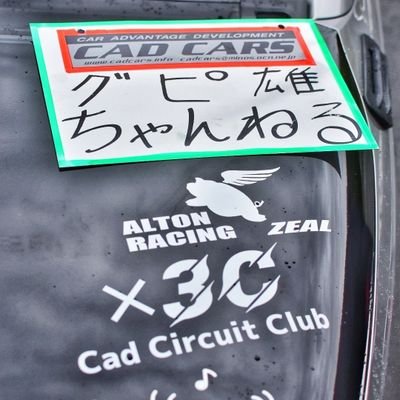 CAR ADVANTAGE DEVELOPMENT
CAD CARS
www.cadcars.info cadcars@minos.ocn.ne.jp
グピ雄
ちゃんねる
ALTON
RACING ZEAL
×3C
Cad Circuit Club